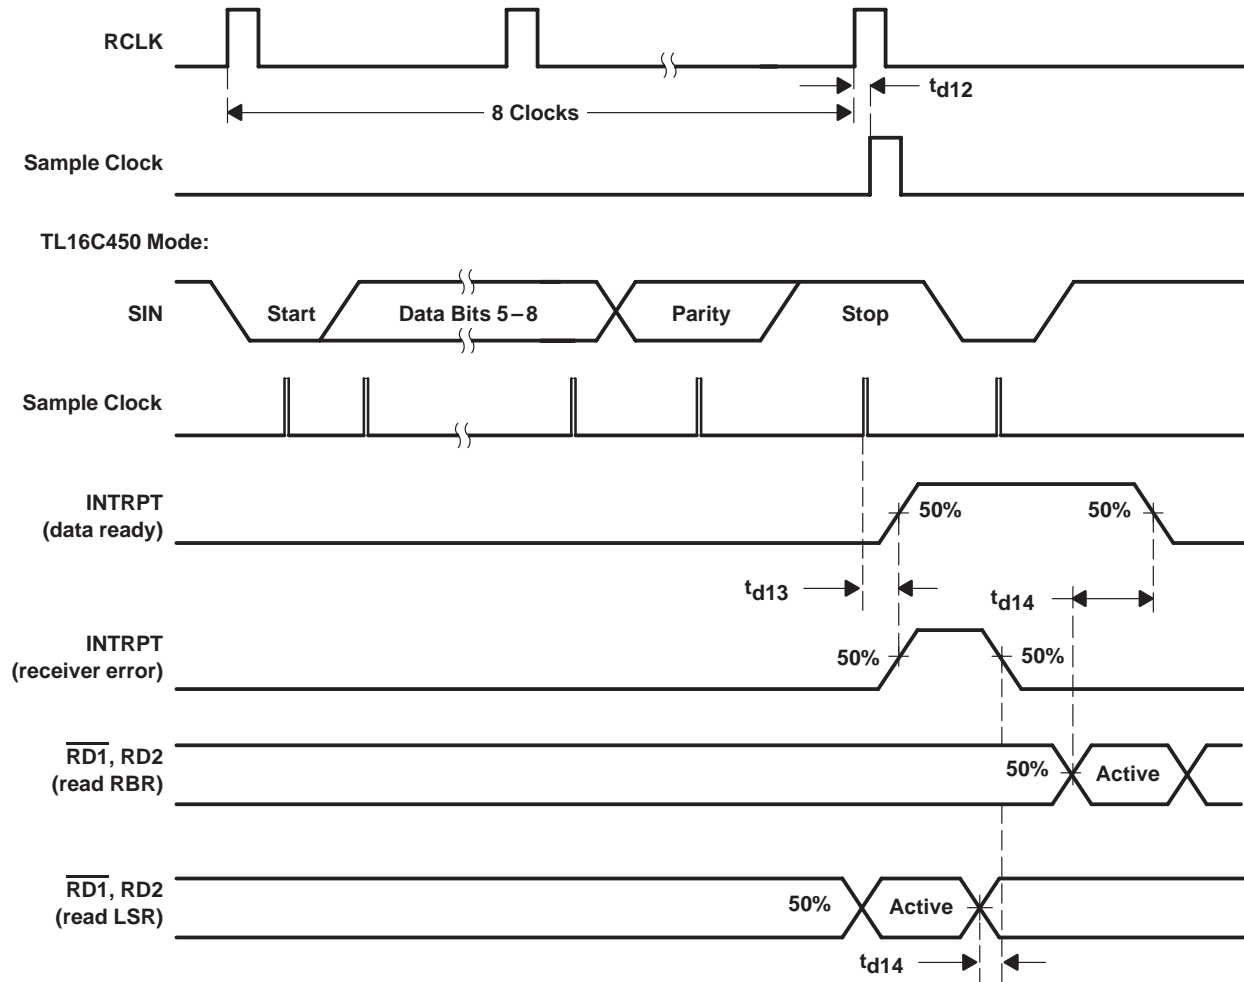 RCLK
td12
8 Clocks
Sample Clock
TL16C450 Mode:
SIN
Start
Data Bits 5–8
Parity
Stop
Sample Clock
INTRPT
(data ready)
50%
50%
td13
td14
INTRPT
(receiver error)
50%
50%
RD1, RD2
(read RBR)
50%
Active
RD1, RD2
(read LSR)
50%
Active
td14